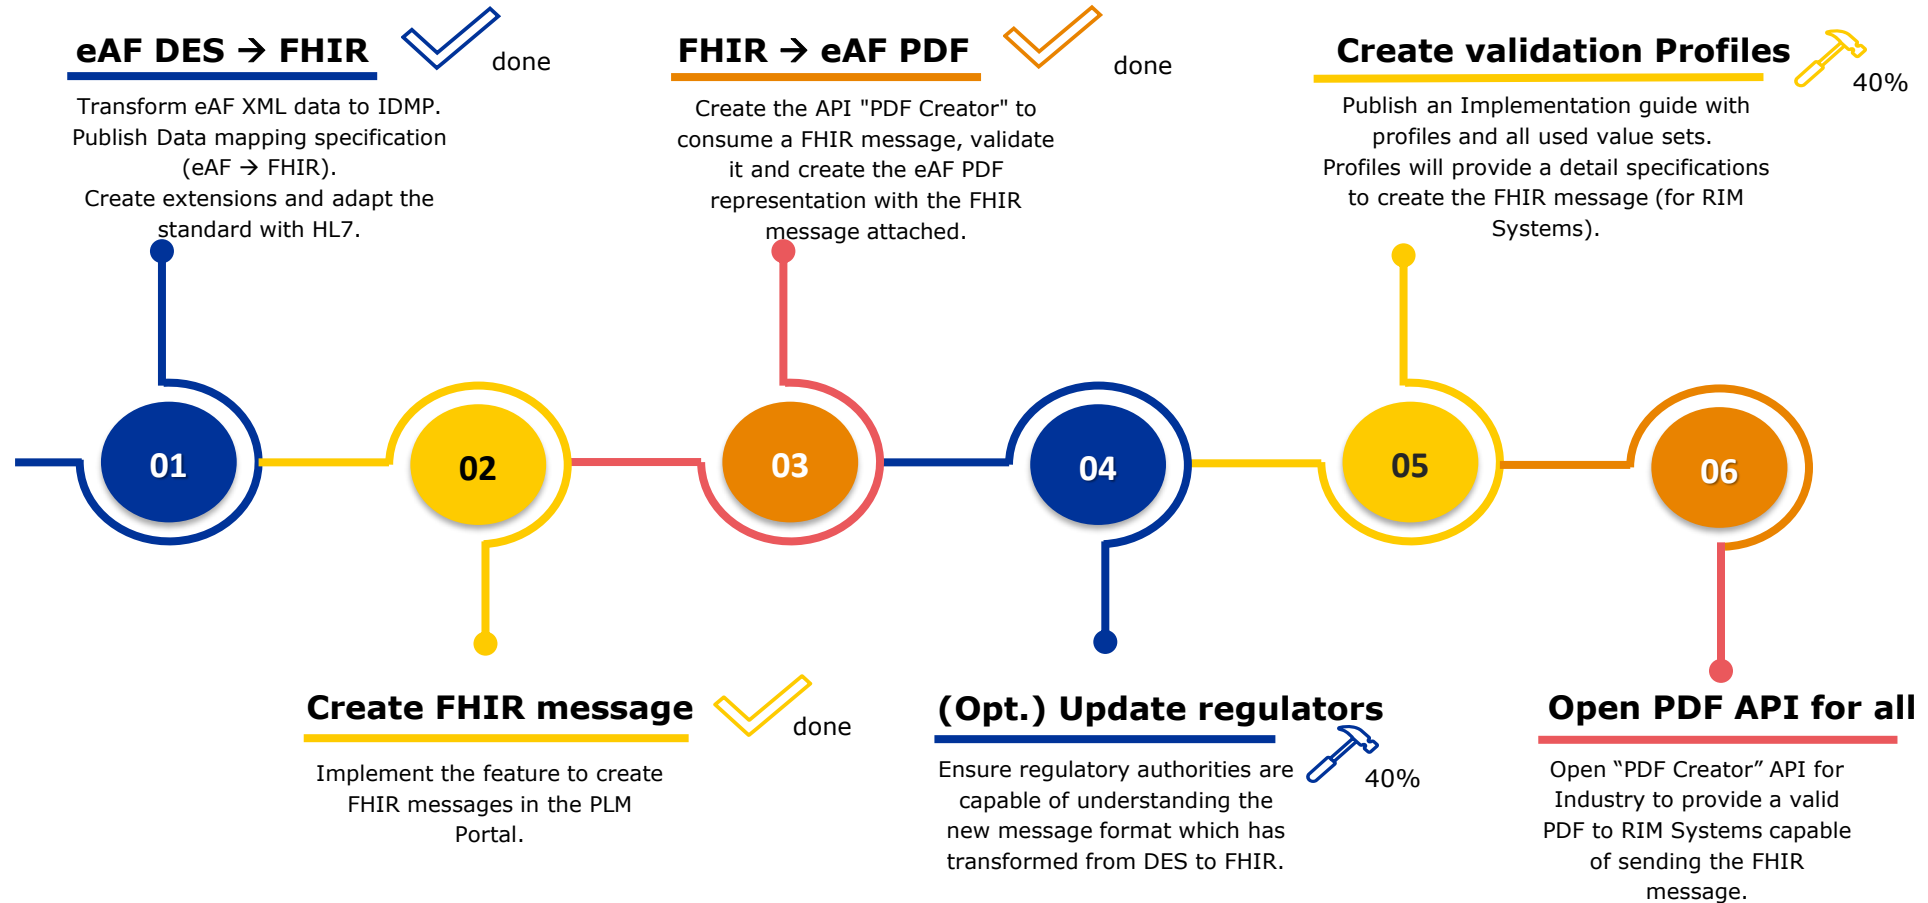 eAF DES → FHIR
done
Transform eAF XML data to IDMP.
Publish Data mapping specification
(eAF → FHIR).
Create extensions and adapt the
standard with HL7.
FHIR → eAF PDF
done
Create the API "PDF Creator" to
consume a FHIR message, validate
it and create the eAF PDF
representation with the FHIR
message attached.
Create validation Profiles
40%
Publish an Implementation guide with
profiles and all used value sets.
Profiles will provide a detail specifications
to create the FHIR message (for RIM
Systems).
01
02
03
04
05
06
Create FHIR message
done
Implement the feature to create
FHIR messages in the PLM
Portal.
(Opt.) Update regulators
40%
Ensure regulatory authorities are
capable of understanding the
new message format which has
transformed from DES to FHIR.
Open PDF API for all
Open “PDF Creator” API for
Industry to provide a valid
PDF to RIM Systems capable
of sending the FHIR
message.